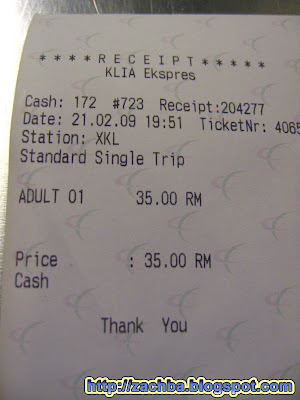 * * * * R E C E I P T * * * * *
KLIA Ekspres
Cash: 172 #723 Receipt:204277
Date: 21.02.09 19:51 TicketNr: 4065
Station: XKL
Standard Single Trip
ADULT 01 35.00 RM
Price : 35.00 RM
Cash
Thank You
http://zachba.blogspot.com